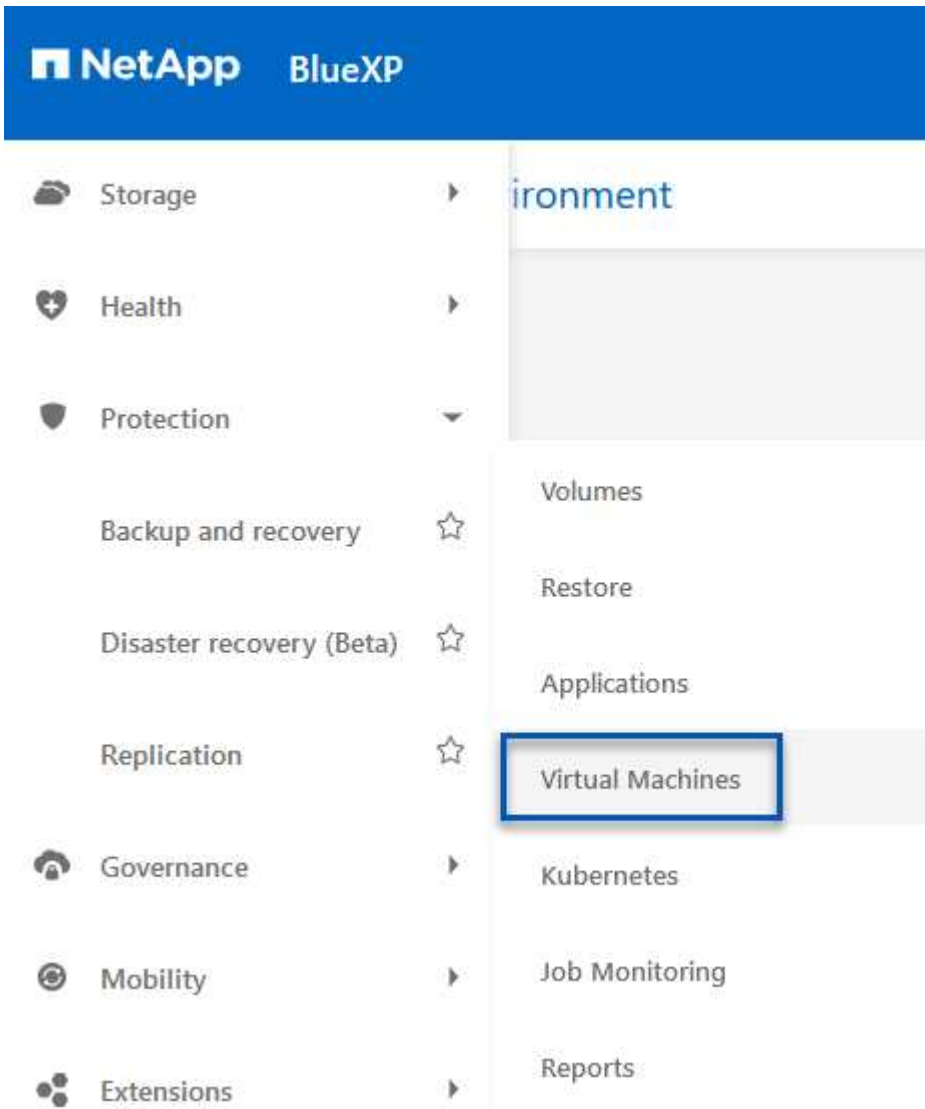 NetApp BlueXP
Storage
ironment
Health
Protection
Backup and recovery
Disaster recovery (Beta)
Replication
Governance
Mobility
Extensions
Volumes
Restore
Applications
Virtual Machines
Kubernetes
Job Monitoring
Reports